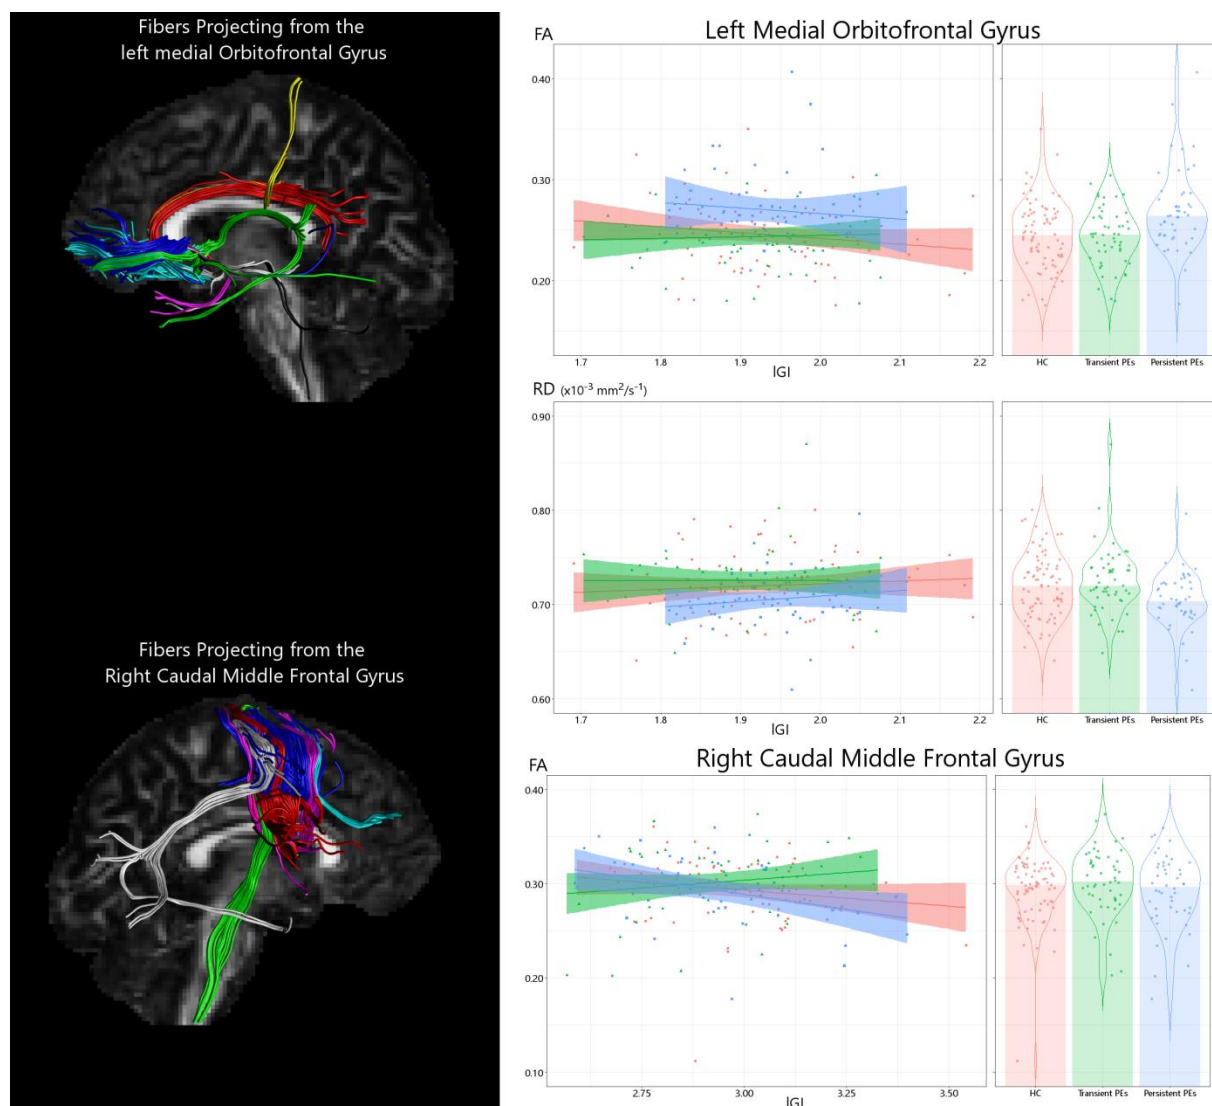 Fibers Projecting from the
left medial Orbitofrontal Gyrus
Fibers Projecting from the
Right Caudal Middle Frontal Gyrus
Left Medial Orbitofrontal Gyrus
FA
0.40
0.30
0.20
1.7 1.8 1.9 2.0 2.1 2.2
lGI
HC Transient PEs Persistent PEs
RD (x10⁻³ mm²/s⁻¹)
0.90
0.80
0.70
0.60
1.7 1.8 1.9 2.0 2.1 2.2
lGI
HC Transient PEs Persistent PEs
Right Caudal Middle Frontal Gyrus
FA
0.40
0.30
0.20
0.10
2.75 3.00 3.25 3.50
lGI
HC Transient PEs Persistent PEs